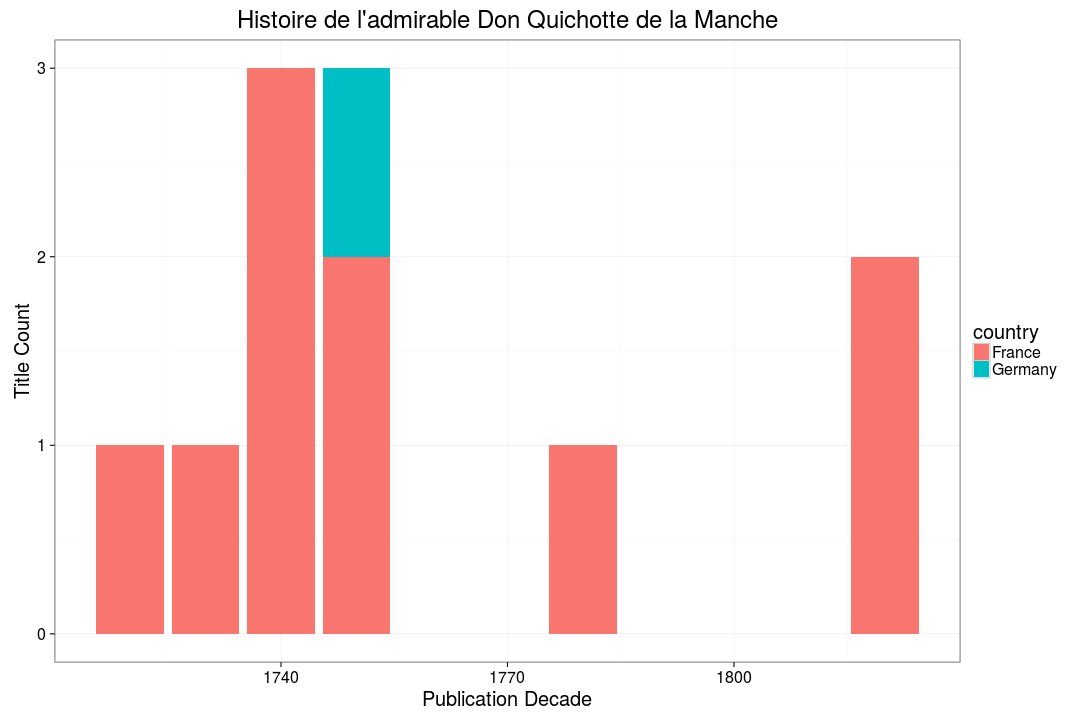 Histoire de l'admirable Don Quichotte de la Manche
3
2
1
0
Title Count
1740
1770
1800
Publication Decade
country
France
Germany